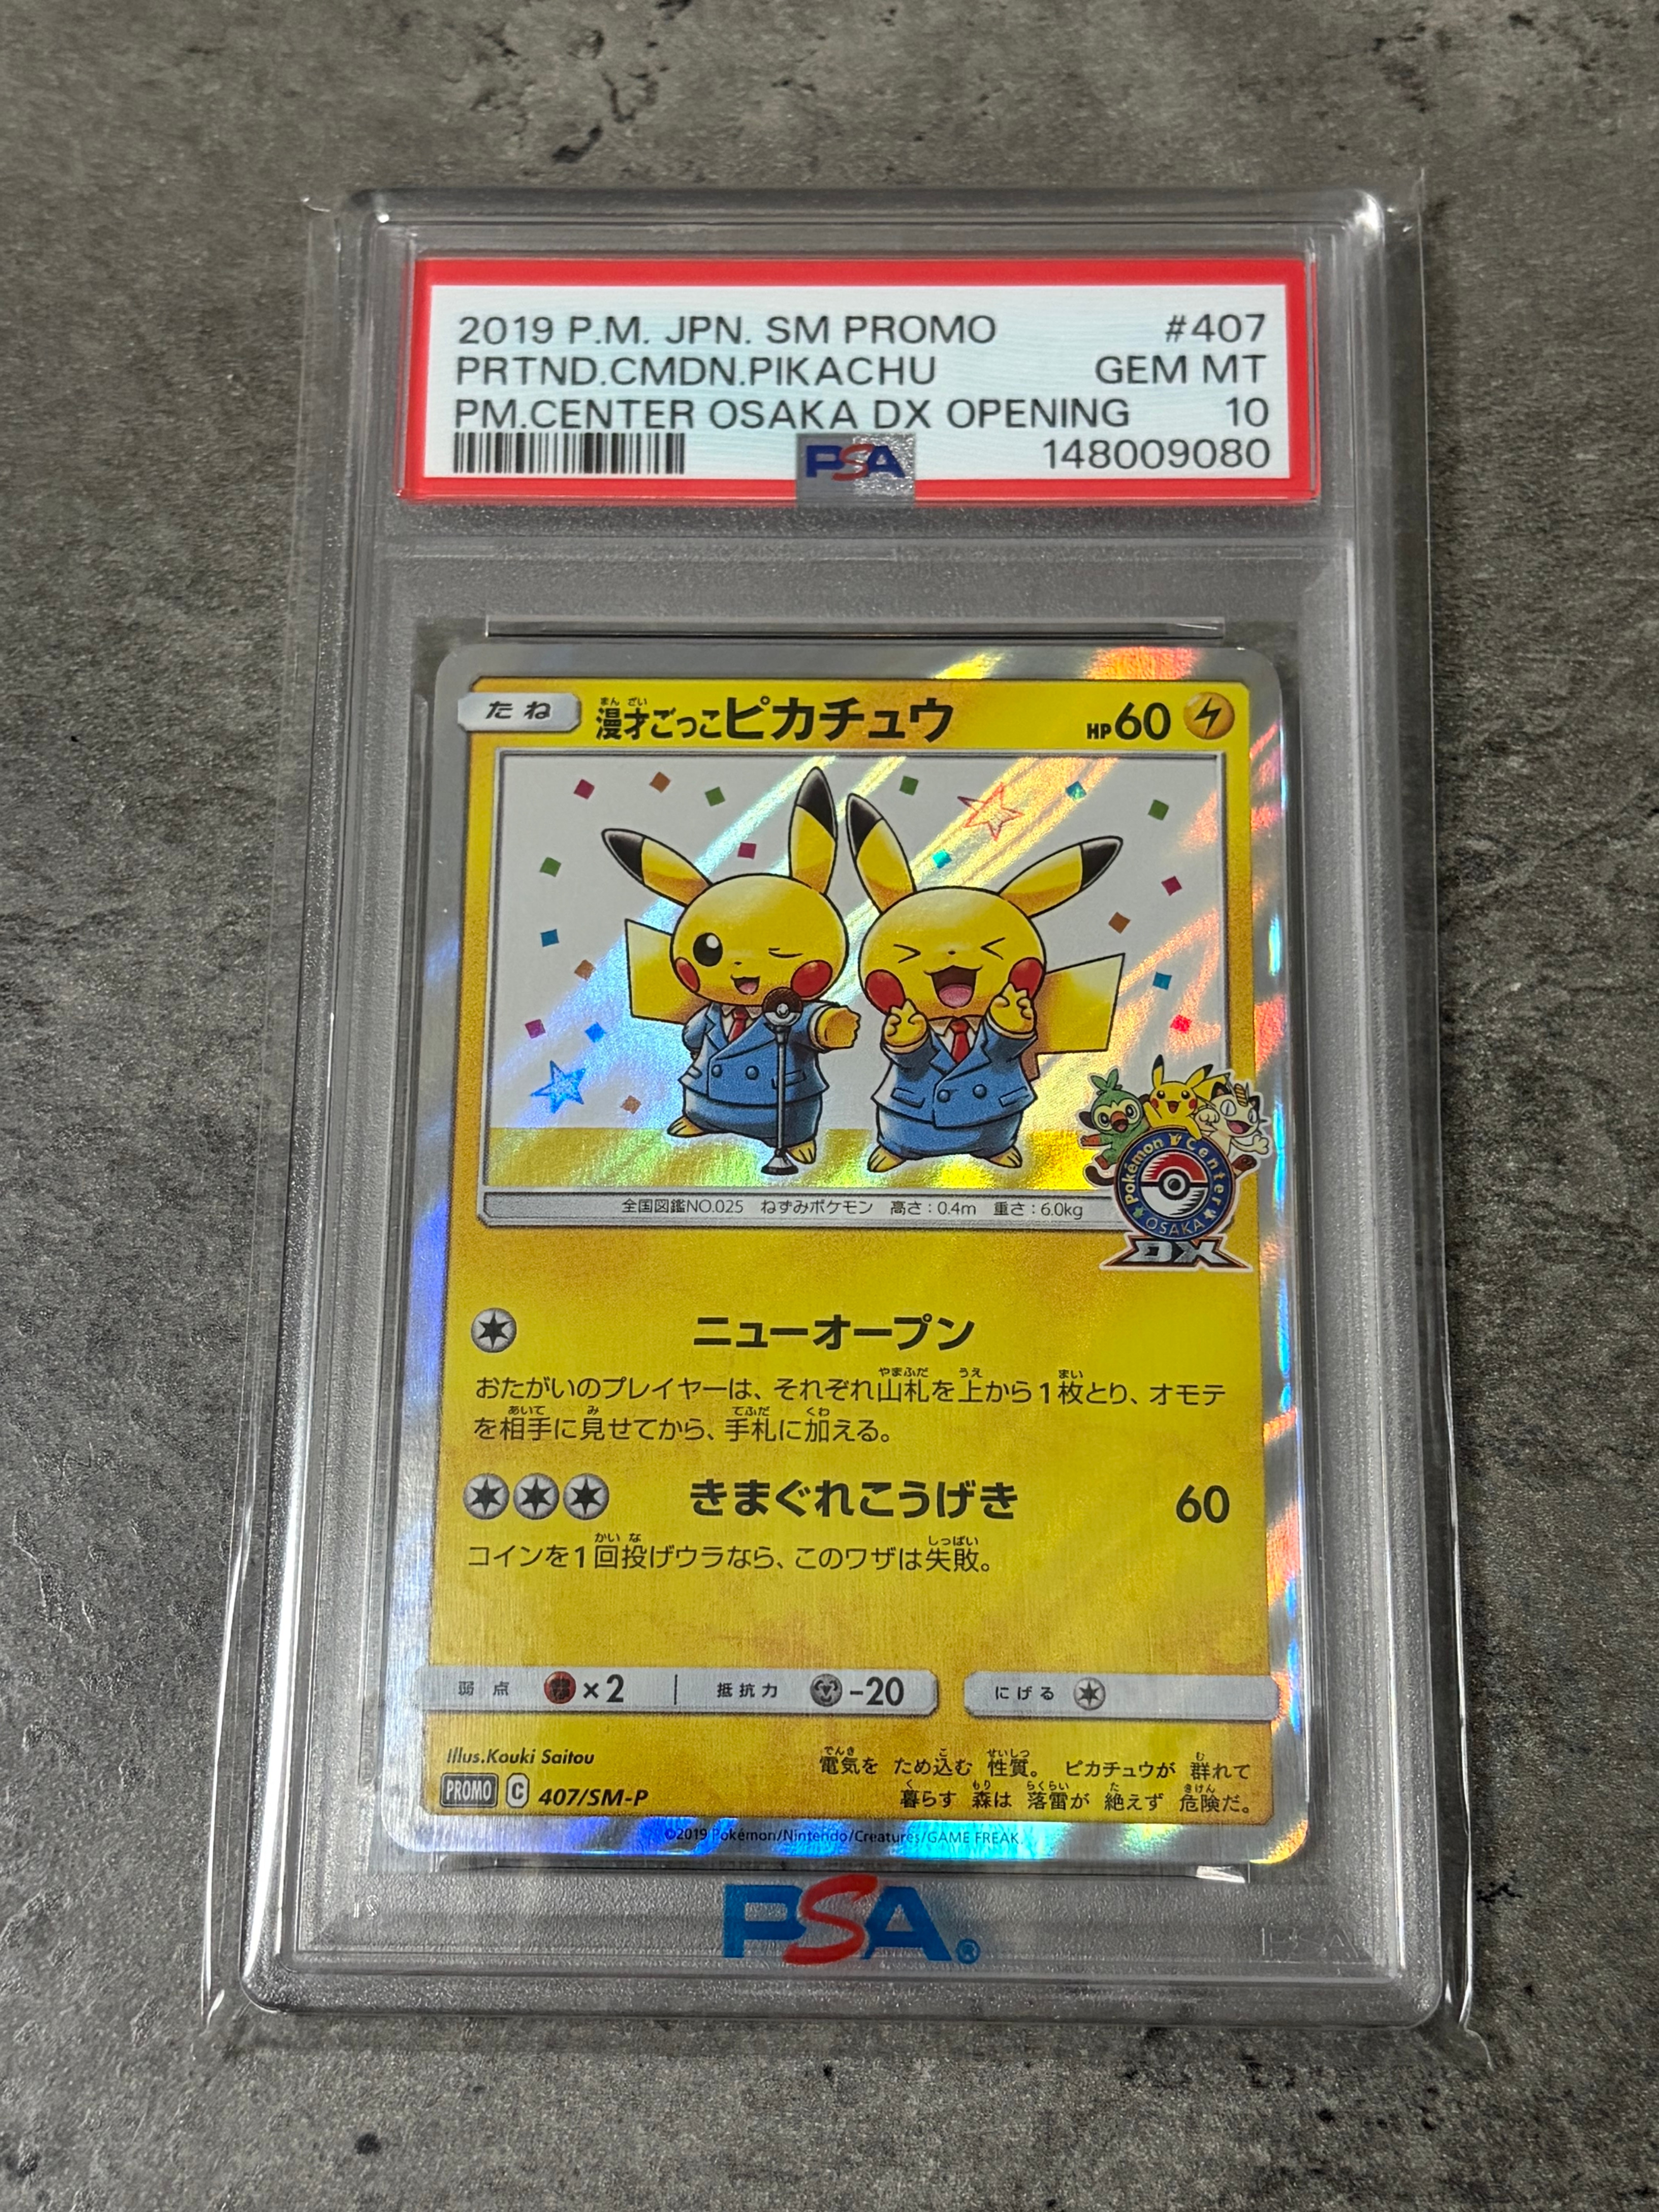 2019 P.M. JPN. SM PROMO #407
PRTND.CMDN.PIKACHU GEM MT
PM.CENTER OSAKA DX OPENING 10
PSA 148009080
たね 漫才ごっこピカチュウ HP60
まんざい
Pokémon Center
OSAKA
DX
全国図鑑NO.025 ねずみポケモン 高さ:0.4m 重さ:6.0kg
ニューオープン
やまふだ うえ まい
おたがいのプレイヤーは、それぞれ山札を上から1枚とり、オモテ
あいて み てふだ くわ
を相手に見せてから、手札に加える。
きまぐれこうげき 60
かい な しっぱい
コインを1回投げウラなら、このワザは失敗。
弱点 ×2 抵抗力 -20 にげる
Illus.Kouki Saitou
PROMO C 407/SM-P
でんき こ せいしつ む
電気を ため込む 性質。 ピカチュウが 群れて
く もり らくらい た きけん
暮らす 森は 落雷が 絶えず 危険だ。
©2019 Pokémon/Nintendo/Creatures/GAME FREAK.
PSA®
PSA